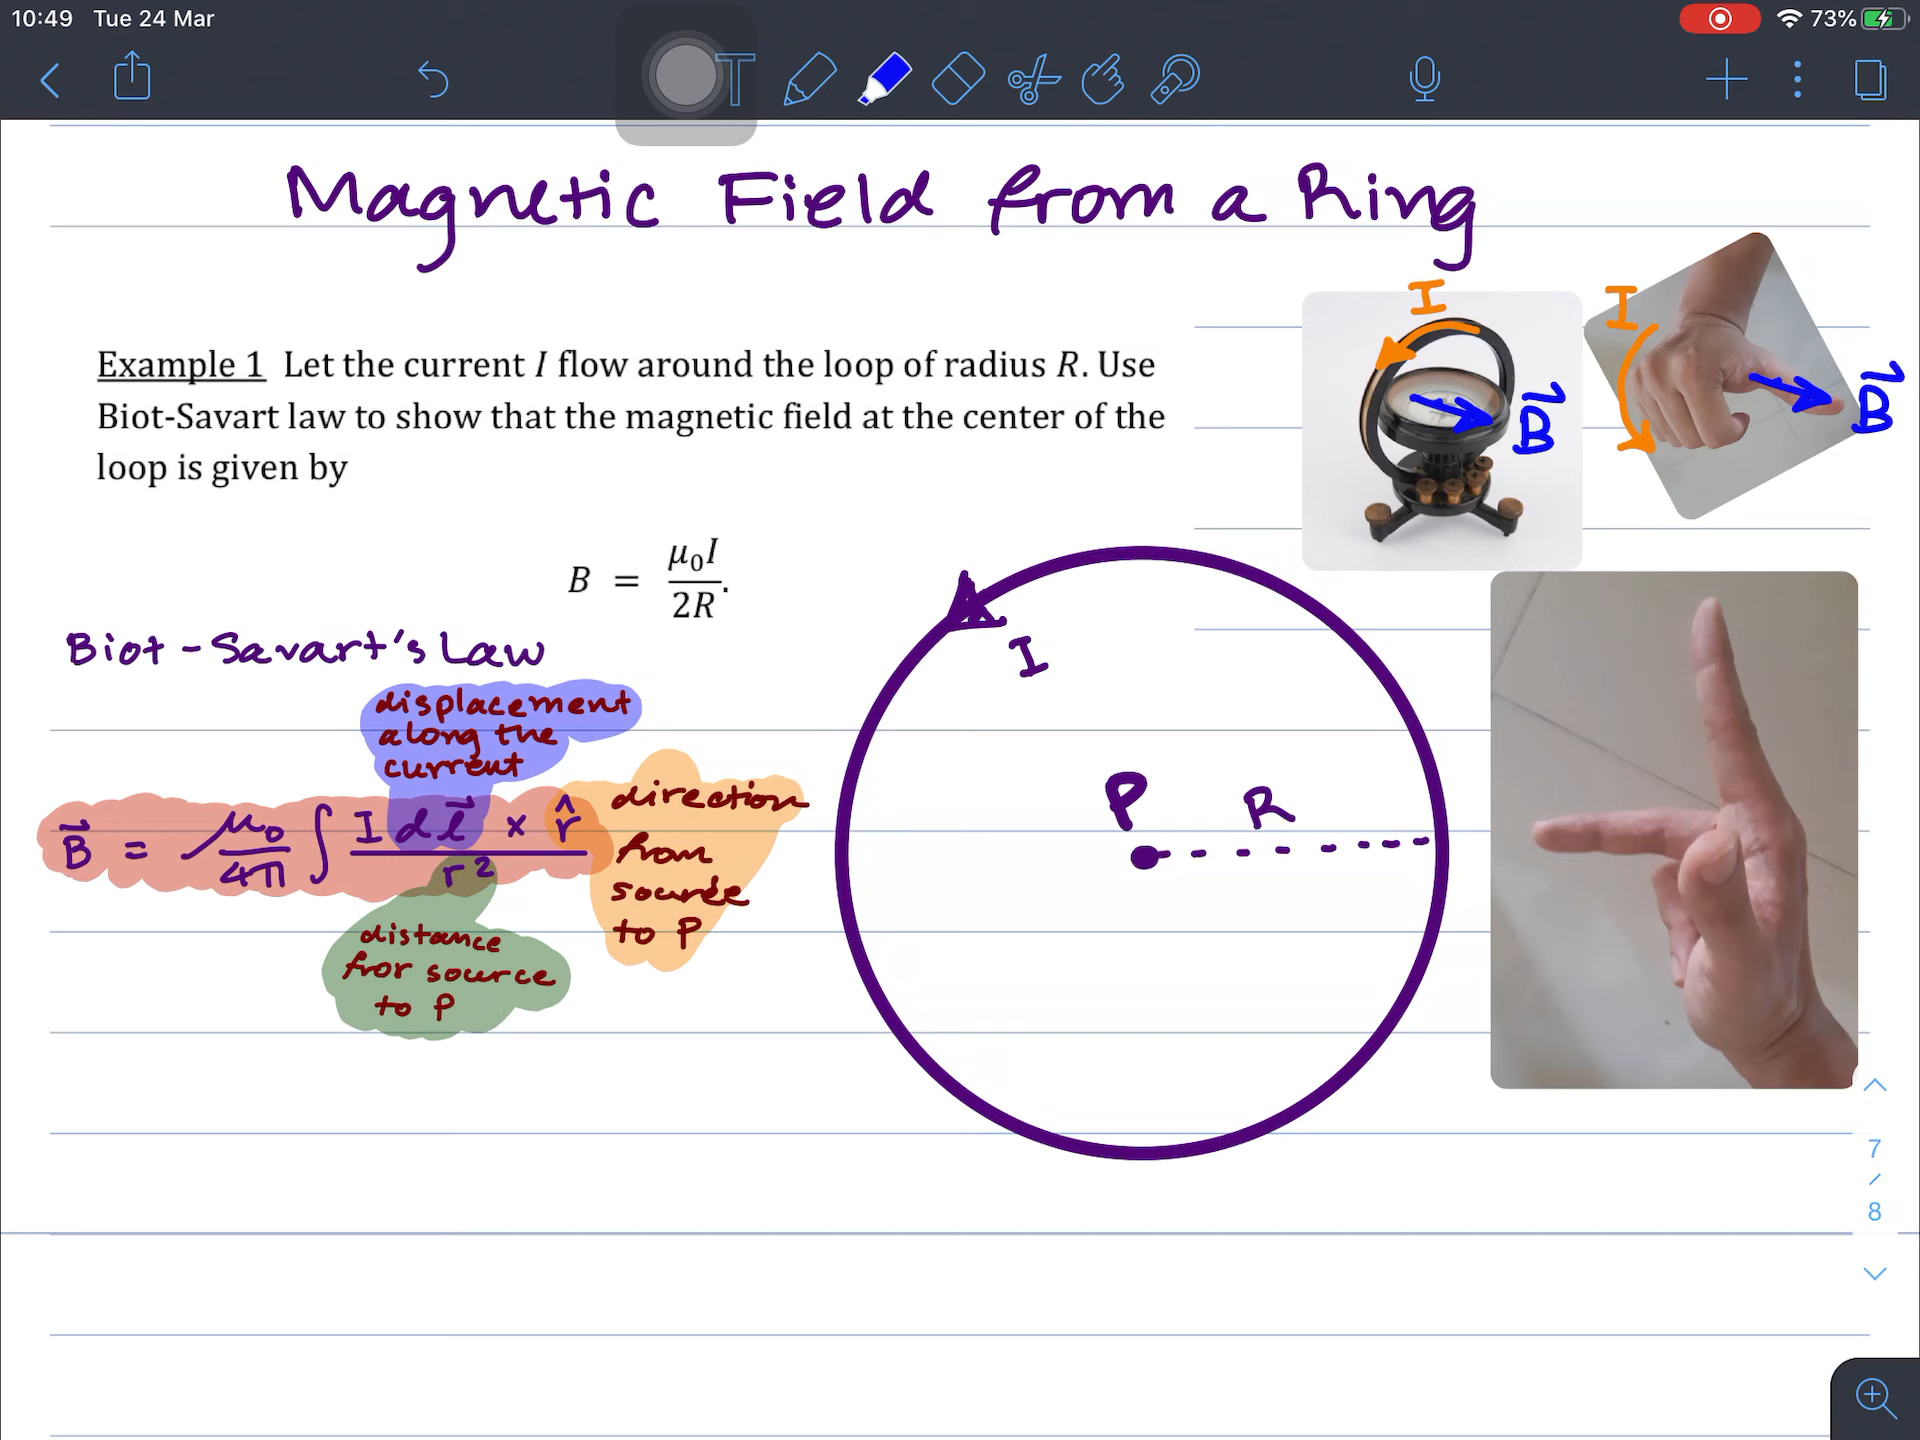 10:49 Tue 24 Mar
73%
T
Magnetic Field from a Ring
Example 1 Let the current I flow around the loop of radius R. Use
Biot-Savart law to show that the magnetic field at the center of the
loop is given by
B = μ₀I / 2R.
I
B⃗
I
B⃗
Biot-Savart's Law
displacement
along the
current
B⃗ = μ₀/4π ∫ I dl⃗ × r̂ / r²
direction
from
source
to P
distance
fror source
to P
I
P
R
7
/
8